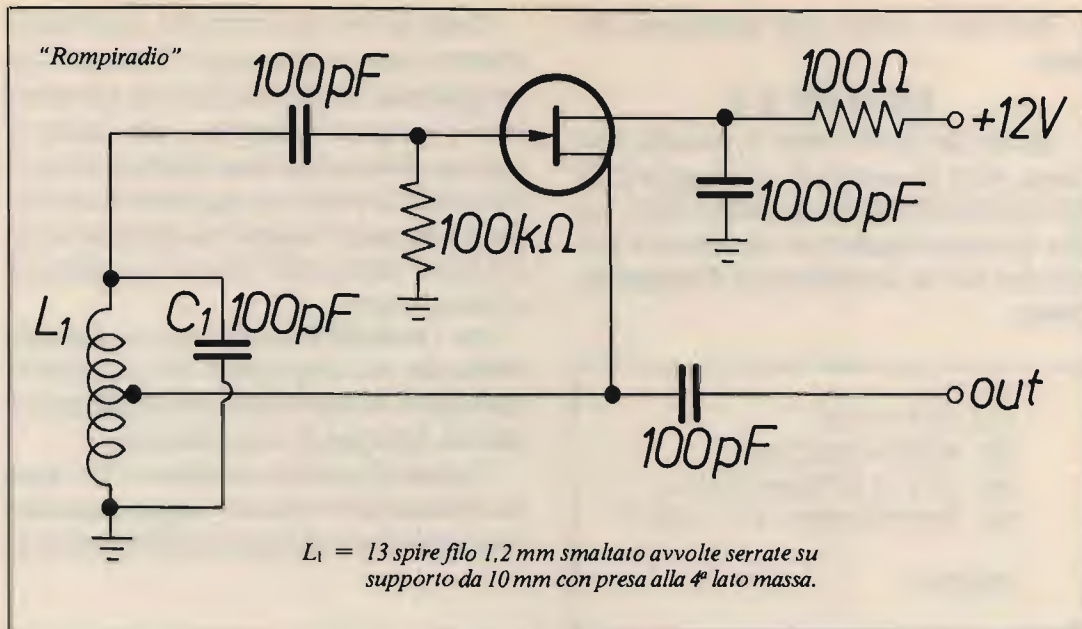 "Rompiradio"
100pF
100Ω
+12V
1000pF
100kΩ
L1
C1 100pF
out
100pF
L1 = 13 spire filo 1,2 mm smaltato avvolte serrate su
supporto da 10 mm con presa alla 4ª lato massa.